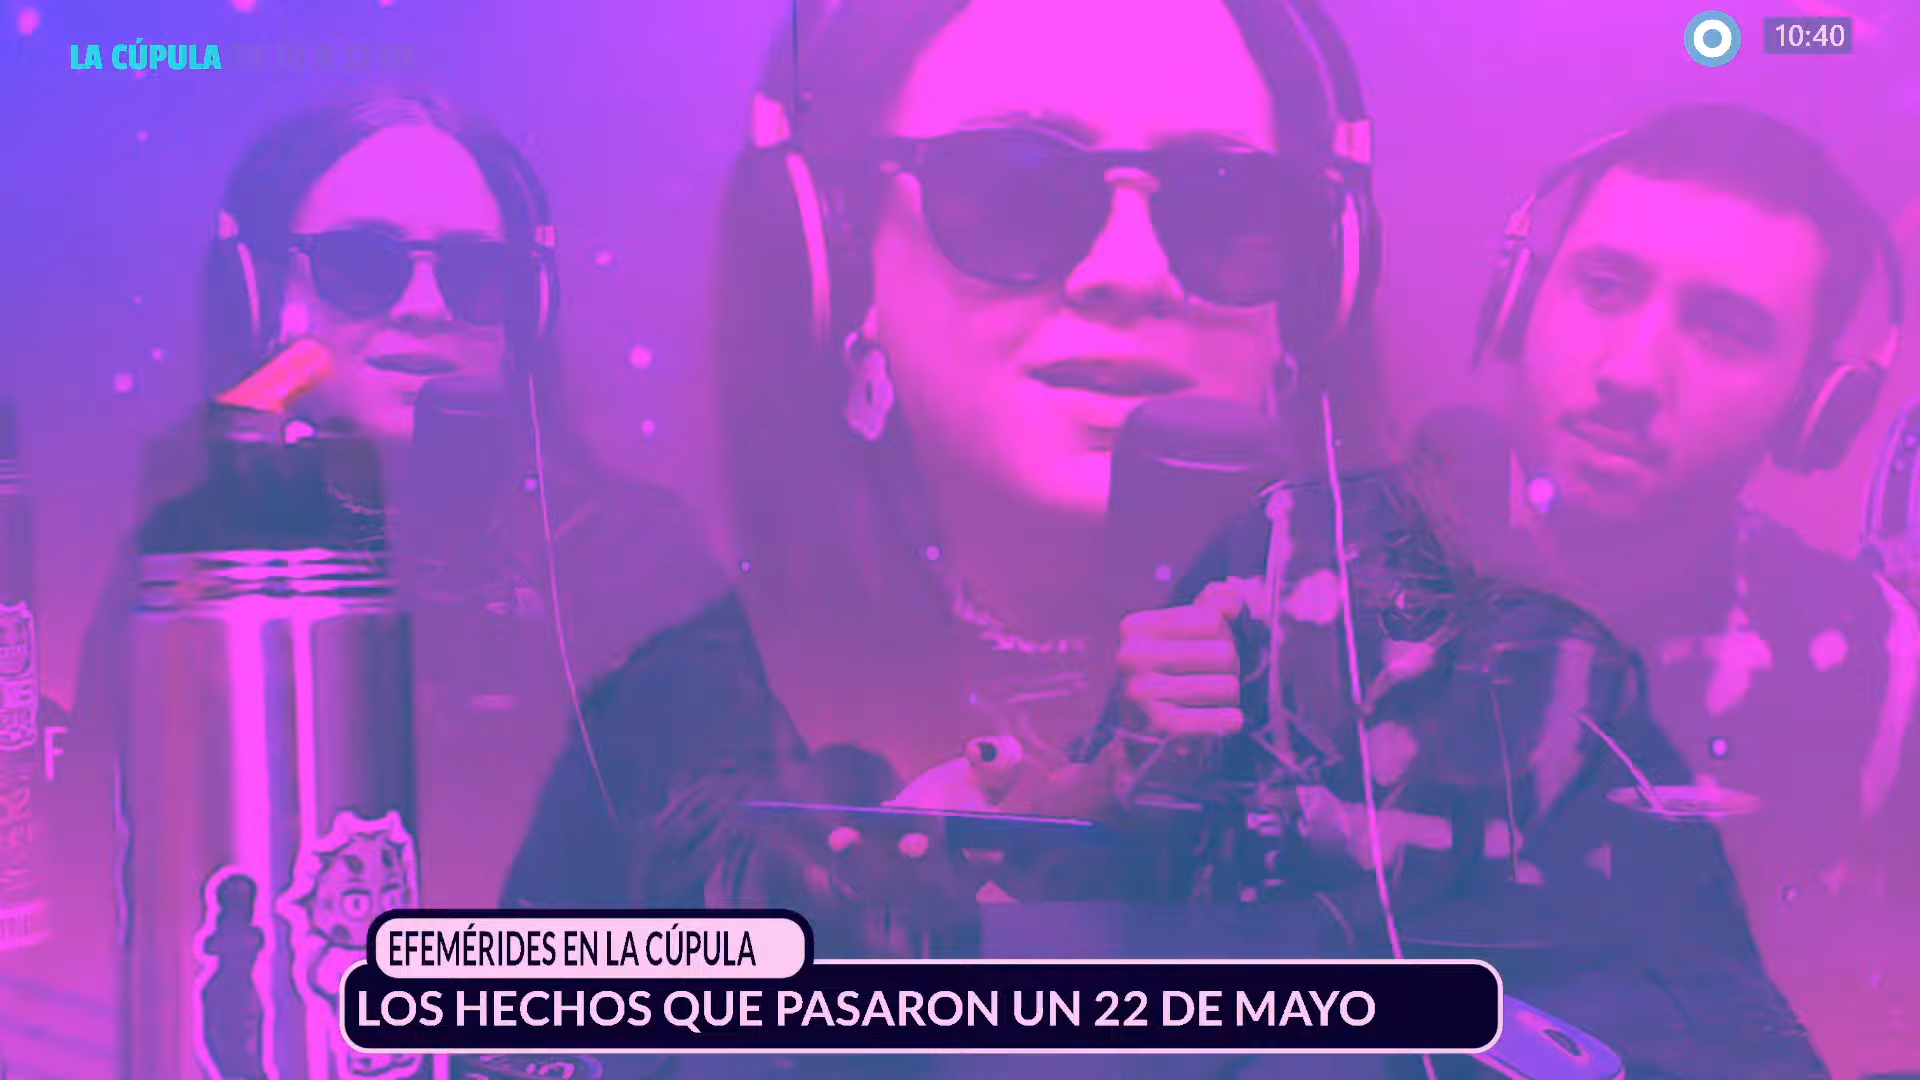 LA CÚPULA
10:40
EFEMÉRIDES EN LA CÚPULA
LOS HECHOS QUE PASARON UN 22 DE MAYO